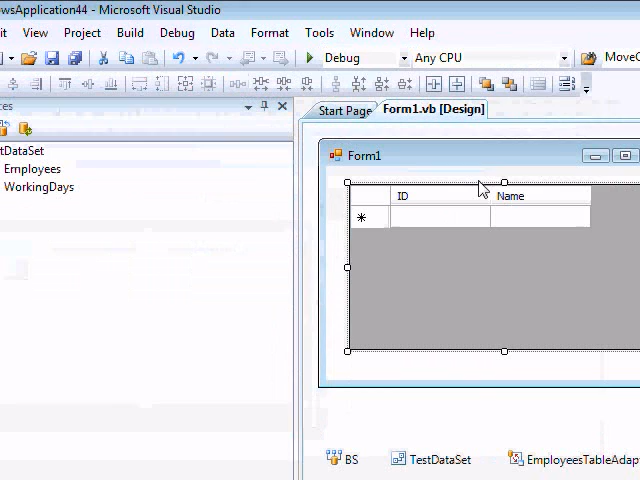 wsApplication44 - Microsoft Visual Studio
it View Project Build Debug Data Format Tools Window Help
Debug Any CPU MoveC
ces
Start Page Form1.vb [Design]
tDataSet
Employees
WorkingDays
Form1
ID Name
BS TestDataSet EmployeesTableAdapt